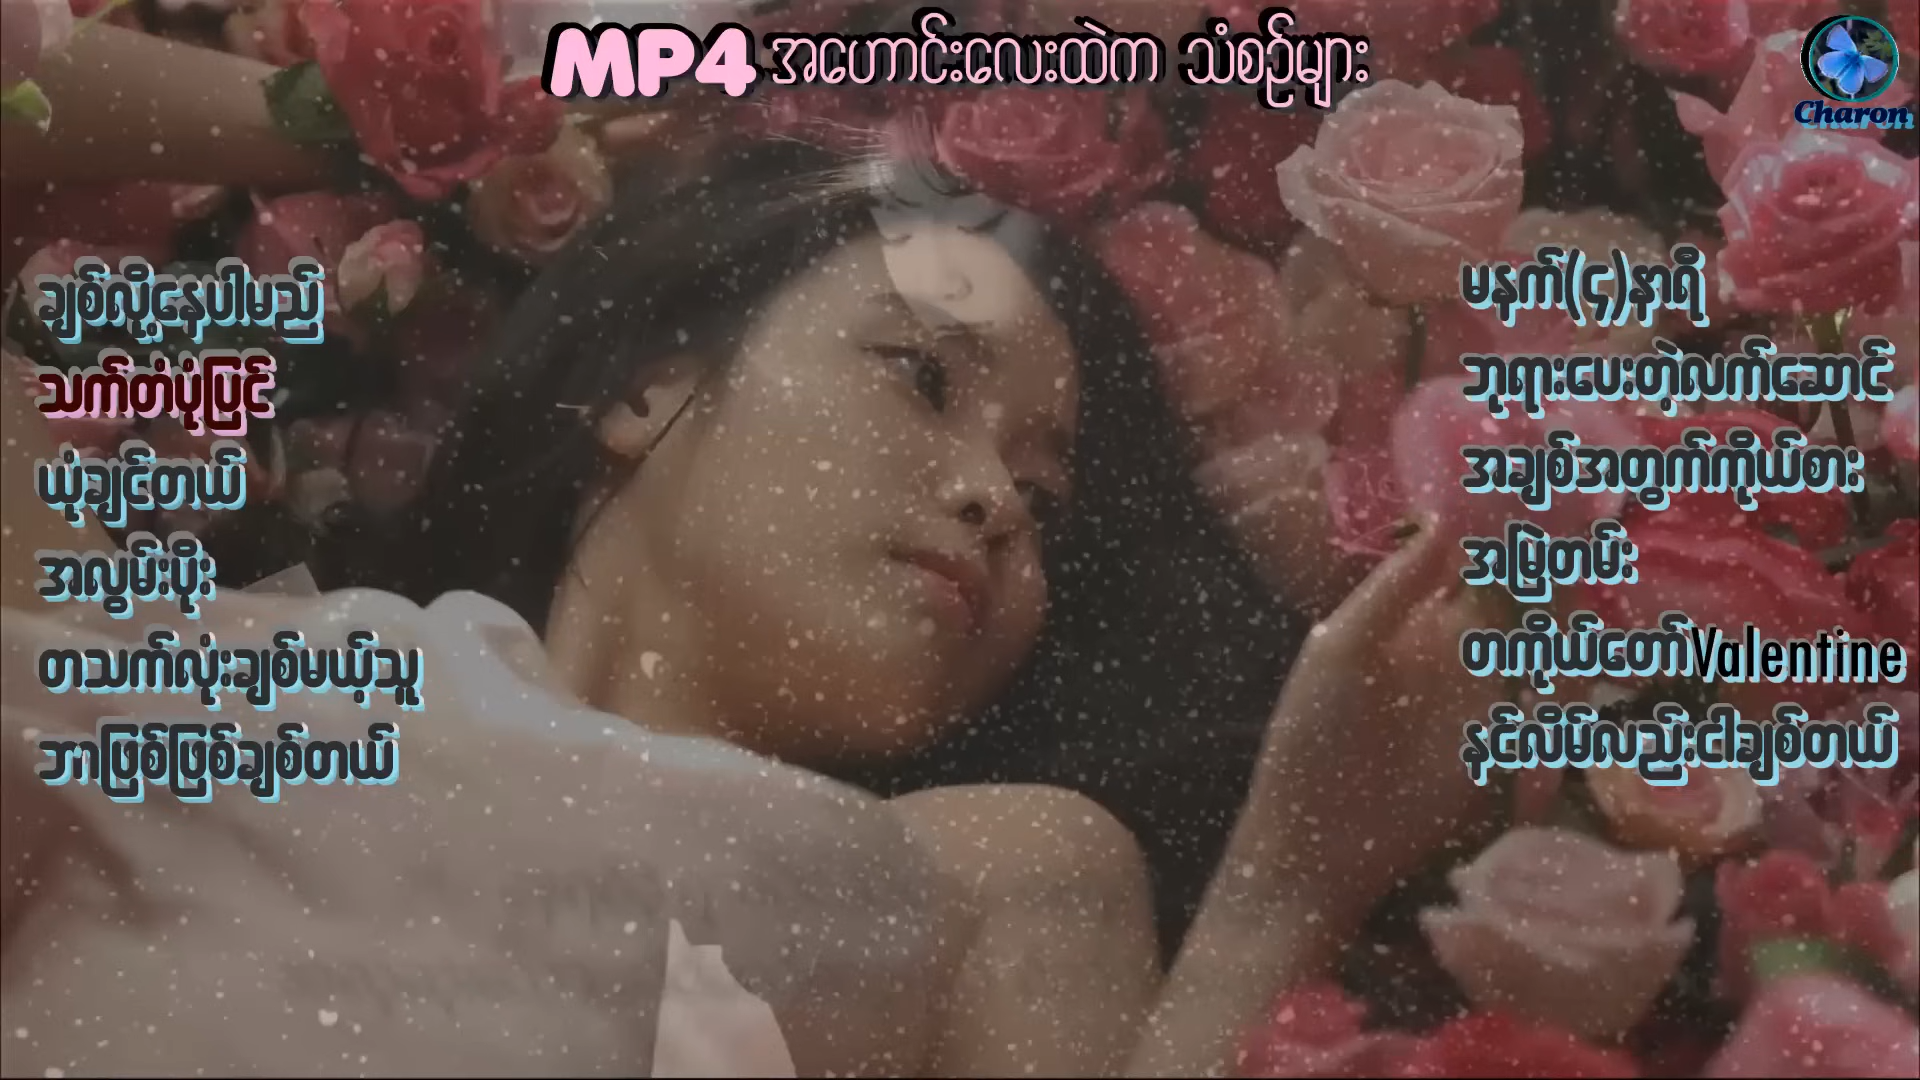 MP4 အဟောင်းလေးထဲက သံစဉ်များ
Charon
ချစ်လို့နေပါမည်
သက်တံပုံပြင်
ယုံချင်တယ်
အလွမ်းပိုး
တသက်လုံးချစ်မယ့်သူ
ဘာဖြစ်ဖြစ်ချစ်တယ်
မနက်(၄)နာရီ
ဘုရားပေးတဲ့လက်ဆောင်
အချစ်အတွက်ကိုယ်စား
အမြဲတမ်း
တကိုယ်တော်Valentine
နင်လိမ်လည်းငါချစ်တယ်